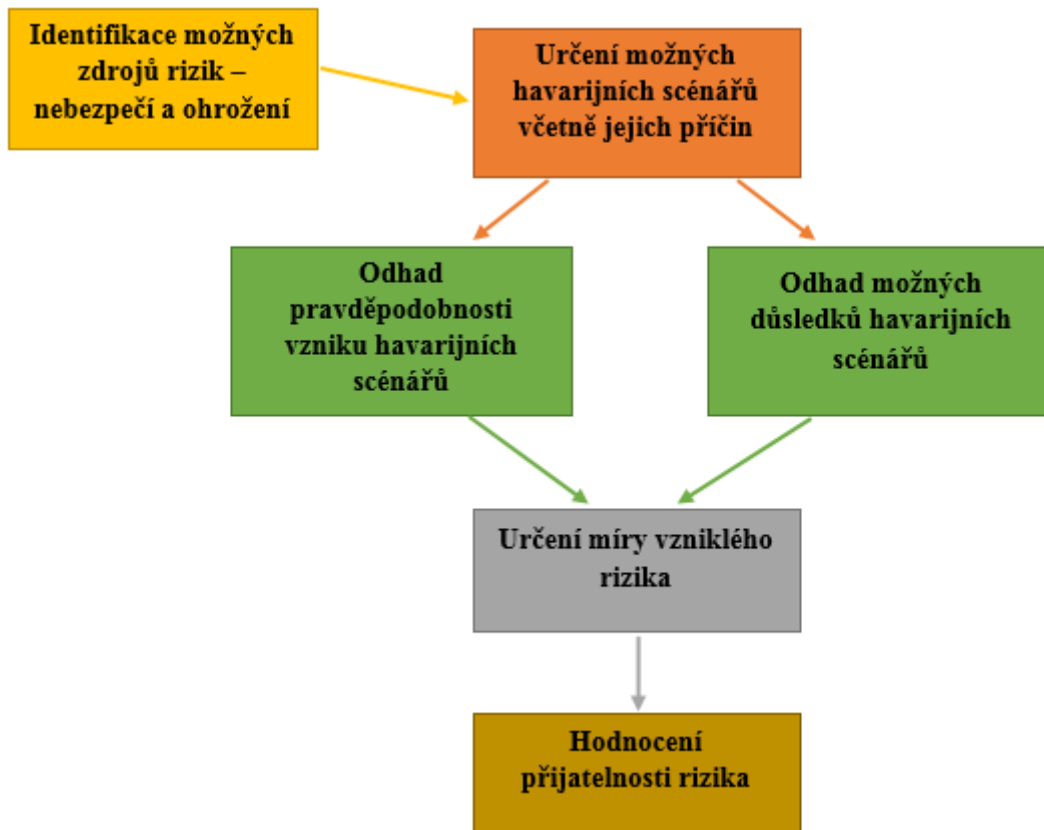 Identifikace možných
zdrojů rizik –
nebezpečí a ohrožení
Určení možných
havarijních scénářů
včetně jejich příčin
Odhad
pravděpodobnosti
vzniku havarijních
scénářů
Odhad možných
důsledků havarijních
scénářů
Určení míry vzniklého
rizika
Hodnocení
přijatelnosti rizika